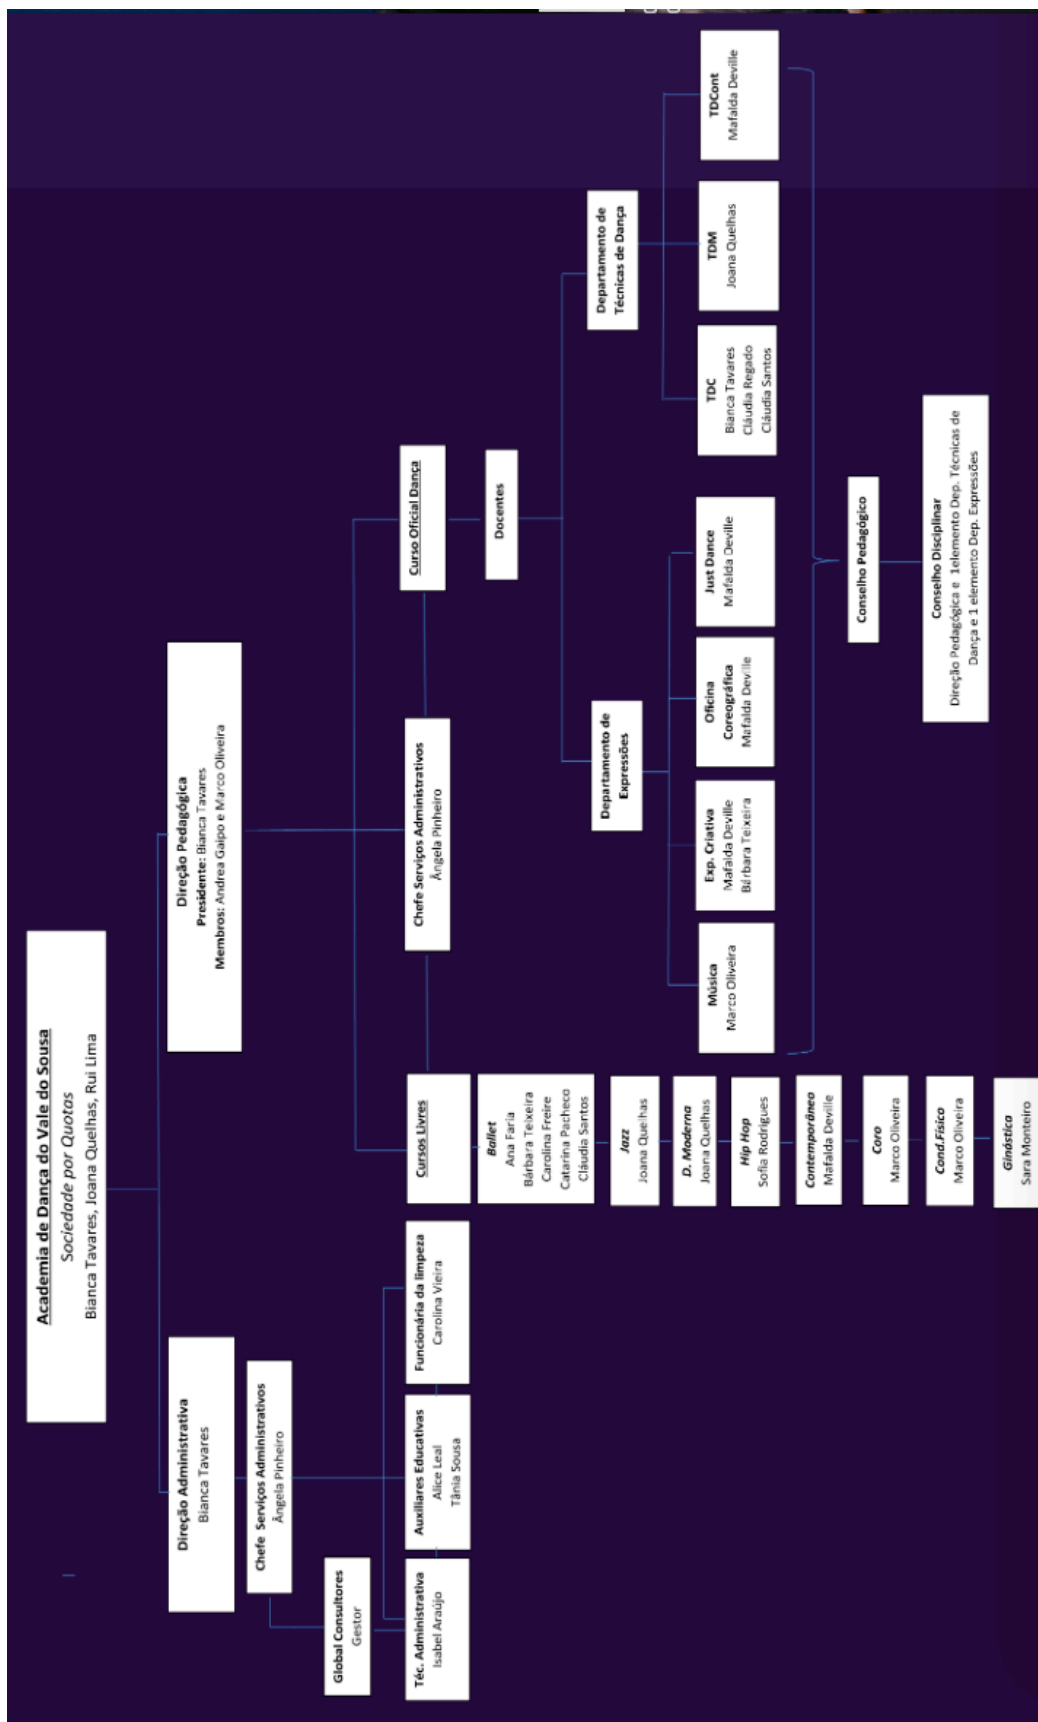 Academia de Dança do Vale do Sousa
Sociedade por Quotas
Bianca Tavares, Joana Quelhas, Rui Lima
Direção Administrativa
Bianca Tavares
Direção Pedagógica
Presidente: Bianca Tavares
Membros: Andrea Gaipo e Marco Oliveira
Chefe Serviços Administrativos
Ângela Pinheiro
Global Consultores
Gestor
Téc. Administrativa
Isabel Araújo
Auxiliares Educativas
Alice Leal
Tânia Sousa
Funcionária da limpeza
Carolina Vieira
Cursos Livres
Chefe Serviços Administrativos
Ângela Pinheiro
Curso Oficial Dança
Ballet
Ana Faria
Bárbara Teixeira
Carolina Freire
Catarina Pacheco
Cláudia Santos
Jazz
Joana Quelhas
D. Moderna
Joana Quelhas
Hip Hop
Sofia Rodrigues
Contemporâneo
Mafalda Deville
Coro
Marco Oliveira
Cond.Físico
Marco Oliveira
Ginástica
Sara Monteiro
Docentes
Departamento de
Expressões
Departamento de
Técnicas de Dança
Música
Marco Oliveira
Exp. Criativa
Mafalda Deville
Bárbara Teixeira
Oficina
Coreográfica
Mafalda Deville
Just Dance
Mafalda Deville
TDC
Bianca Tavares
Cláudia Regado
Cláudia Santos
TDM
Joana Quelhas
TDCont
Mafalda Deville
Conselho Pedagógico
Conselho Disciplinar
Direção Pedagógica e 1elemento Dep. Técnicas de
Dança e 1 elemento Dep. Expressões